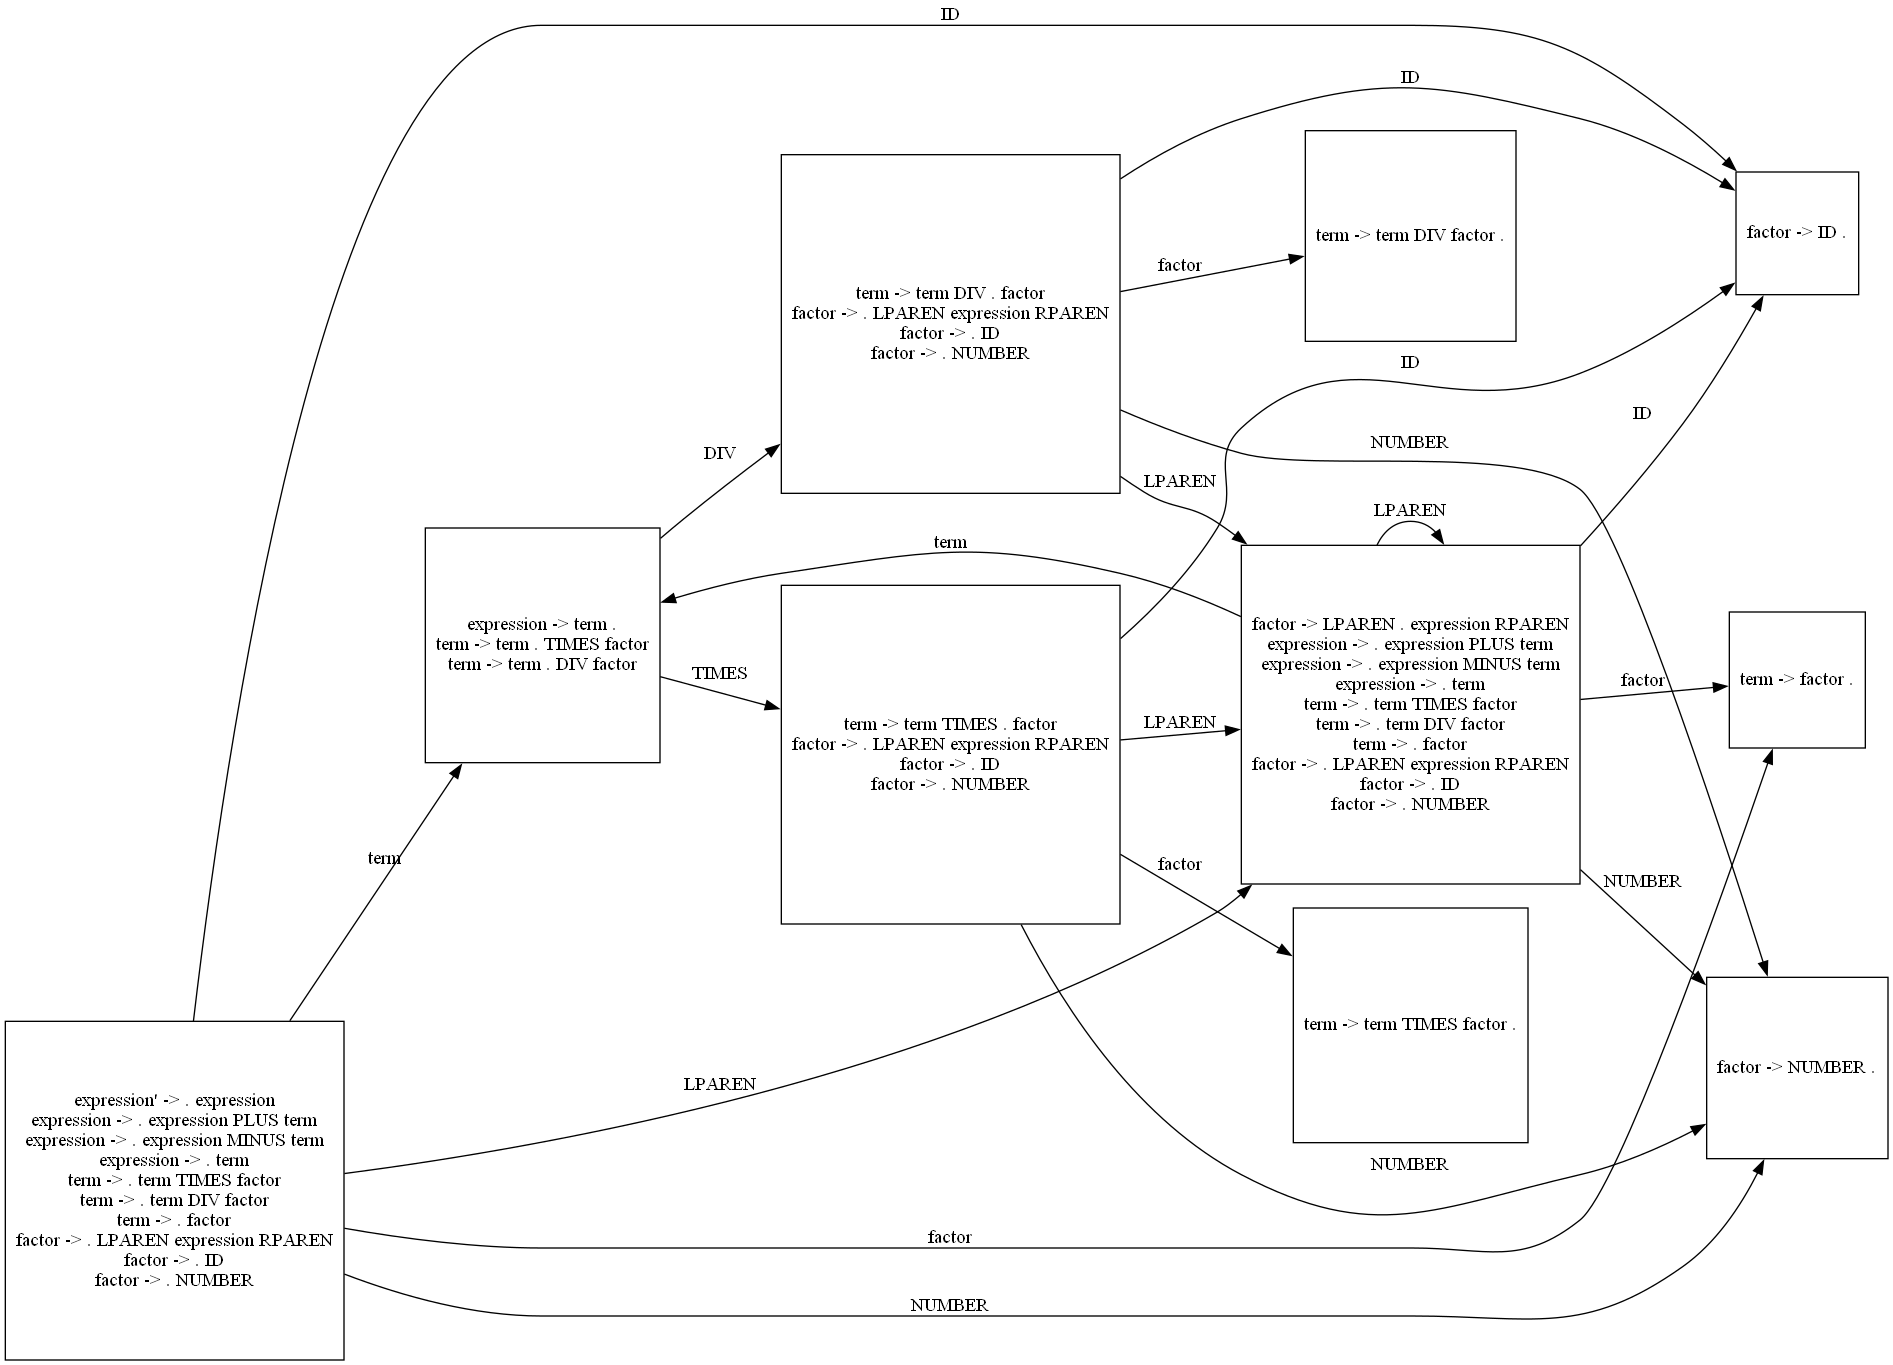 ID
ID
term -> term DIV factor .
factor -> ID .
factor
term -> term DIV . factor
factor -> . LPAREN expression RPAREN
factor -> . ID
factor -> . NUMBER
ID
ID
NUMBER
DIV
LPAREN
LPAREN
term
expression -> term .
term -> term . TIMES factor
term -> term . DIV factor
TIMES
term -> term TIMES . factor
factor -> . LPAREN expression RPAREN
factor -> . ID
factor -> . NUMBER
LPAREN
factor -> LPAREN . expression RPAREN
expression -> . expression PLUS term
expression -> . expression MINUS term
expression -> . term
term -> . term TIMES factor
term -> . term DIV factor
term -> . factor
factor -> . LPAREN expression RPAREN
factor -> . ID
factor -> . NUMBER
factor
term -> factor .
term
factor
NUMBER
term -> term TIMES factor .
factor -> NUMBER .
LPAREN
NUMBER
expression' -> . expression
expression -> . expression PLUS term
expression -> . expression MINUS term
expression -> . term
term -> . term TIMES factor
term -> . term DIV factor
term -> . factor
factor -> . LPAREN expression RPAREN
factor -> . ID
factor -> . NUMBER
factor
NUMBER